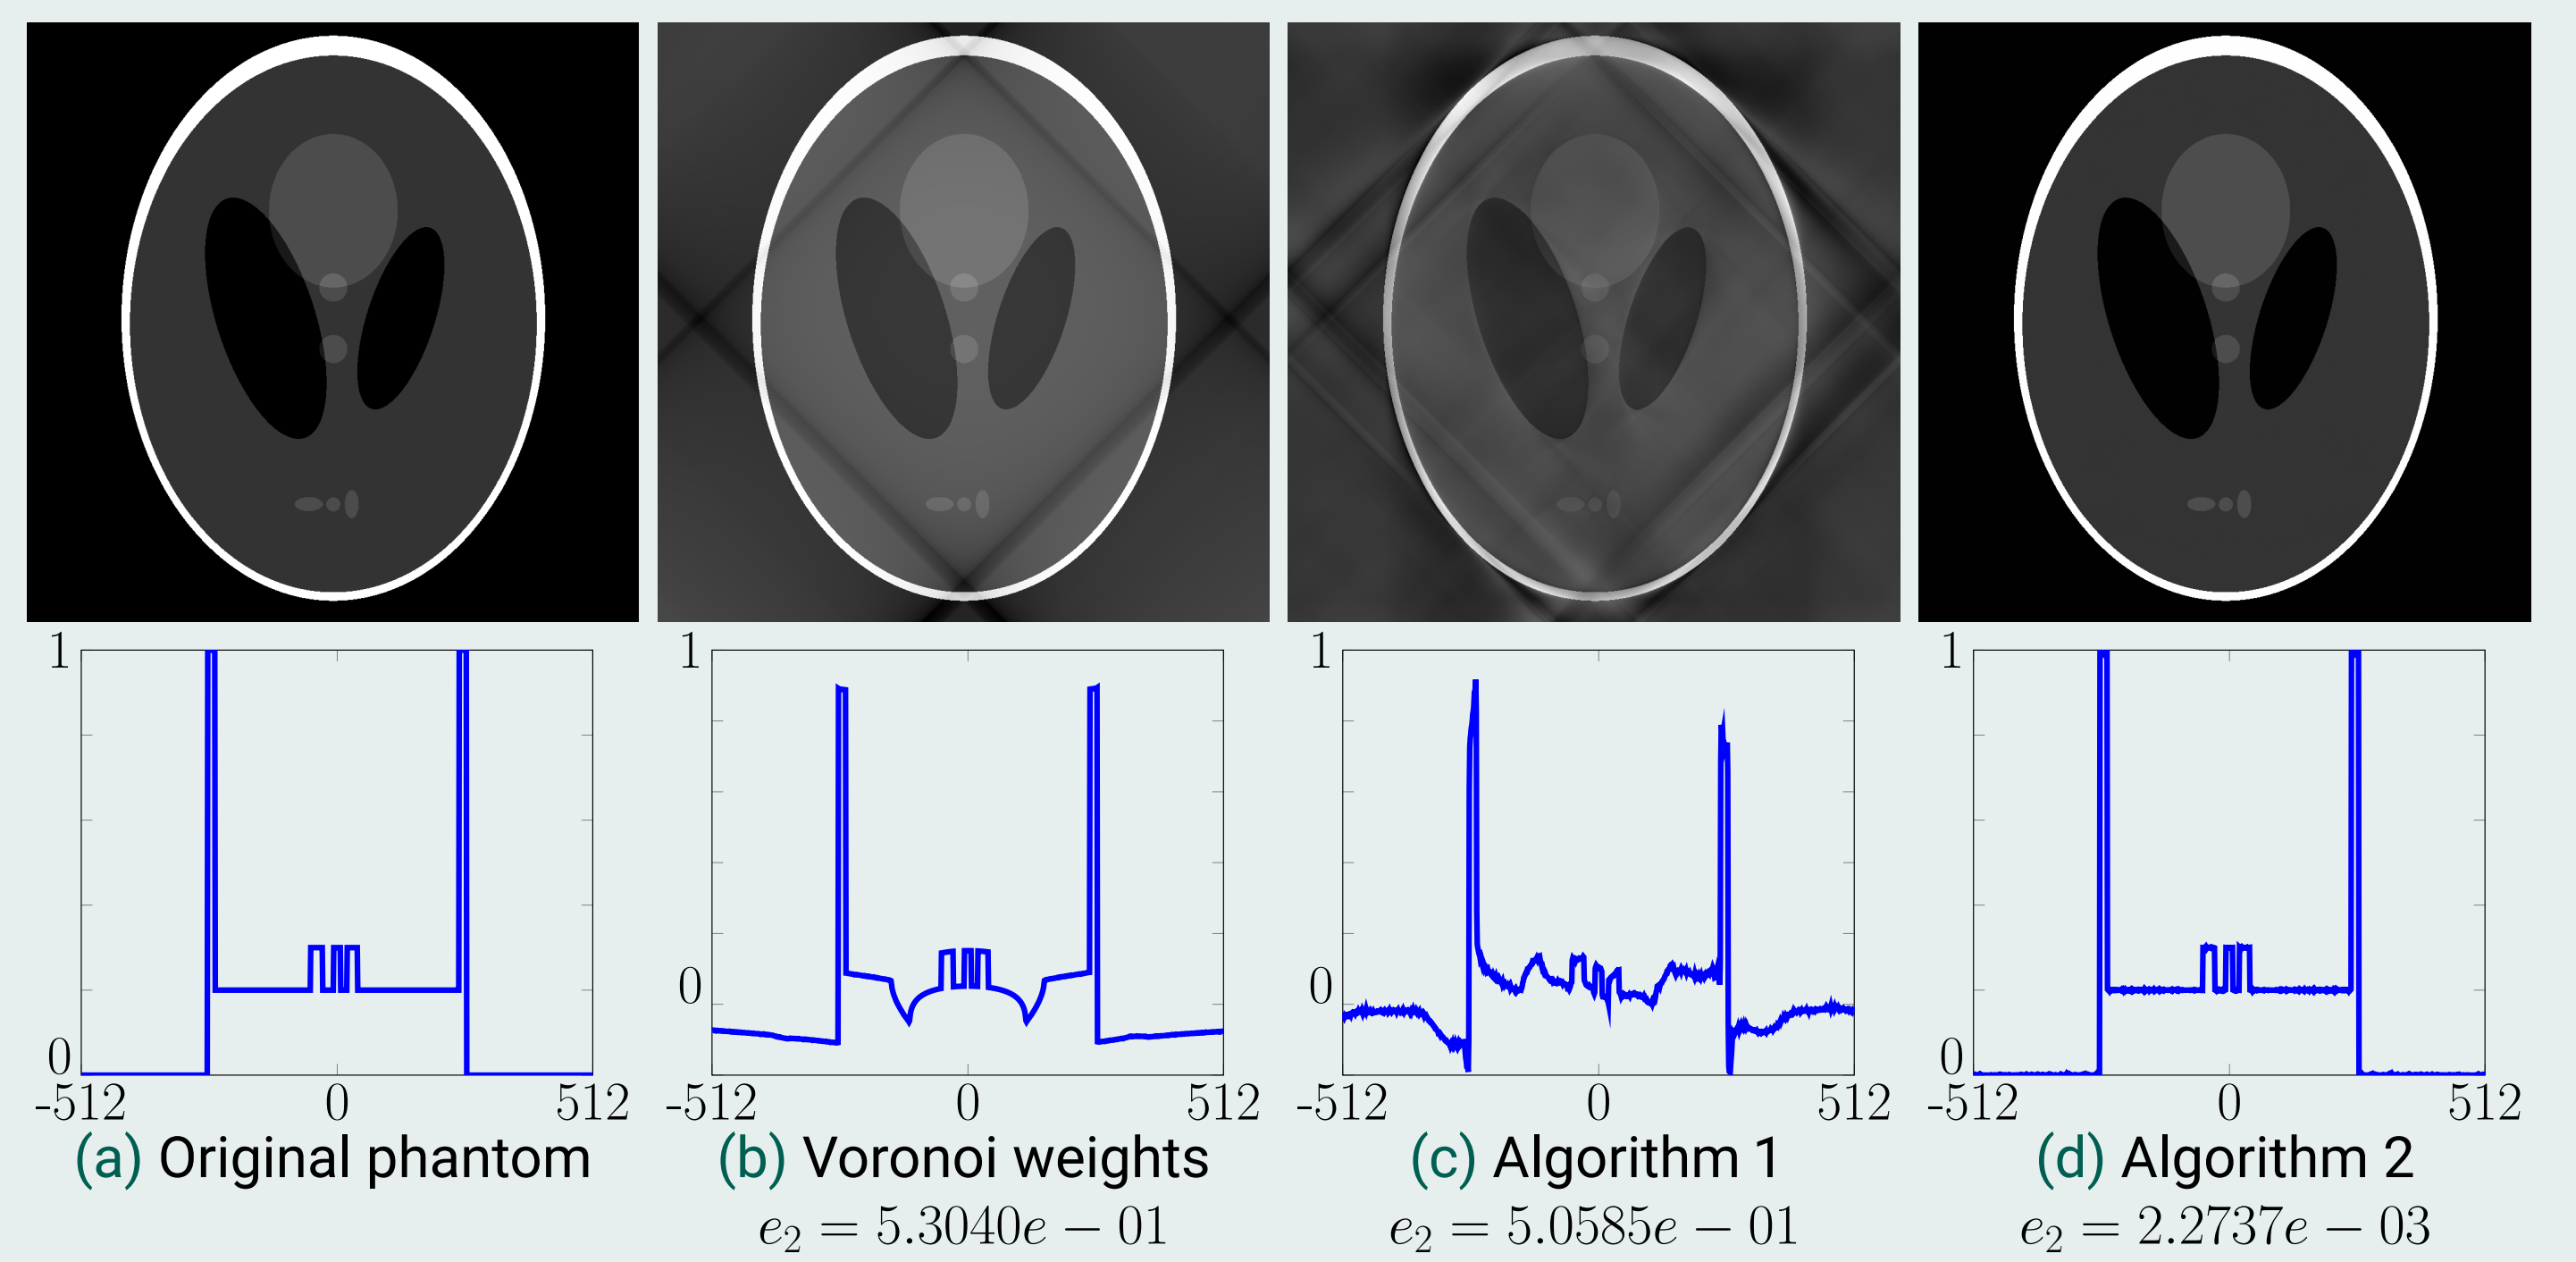 1
0
-512 0 512
(a) Original phantom
1
0
-512 0 512
(b) Voronoi weights
e₂ = 5.3040e − 01
1
0
-512 0 512
(c) Algorithm 1
e₂ = 5.0585e − 01
1
0
-512 0 512
(d) Algorithm 2
e₂ = 2.2737e − 03